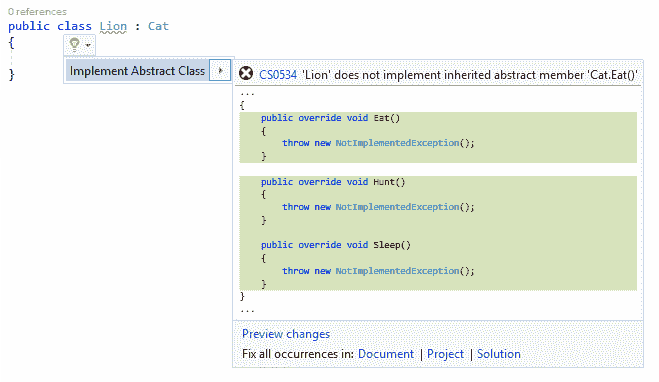 0 references
public class Lion : Cat
{
}
Implement Abstract Class
CS0534 'Lion' does not implement inherited abstract member 'Cat.Eat()'
...
{
public override void Eat()
{
throw new NotImplementedException();
}
public override void Hunt()
{
throw new NotImplementedException();
}
public override void Sleep()
{
throw new NotImplementedException();
}
}
...
Preview changes
Fix all occurrences in: Document | Project | Solution